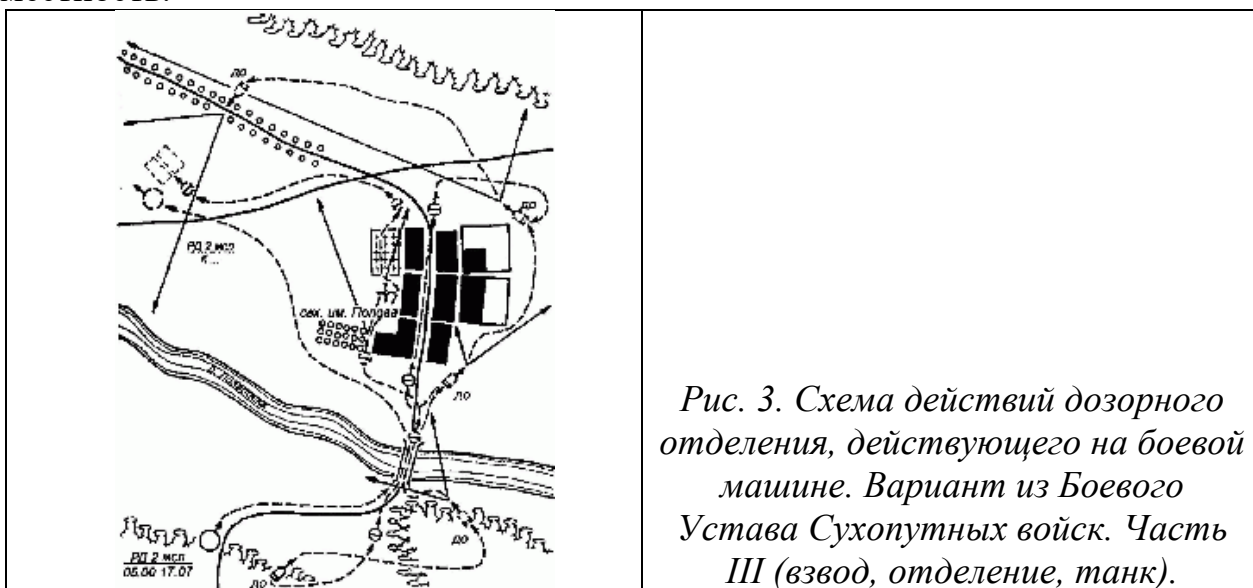 ДО
ДО
РД 2 мсп
К ...
свх. им. Попова
ДО
ДО
РД 2 мсп
05.00 17.07
ДО
Рис. 3. Схема действий дозорного
отделения, действующего на боевой
машине. Вариант из Боевого
Устава Сухопутных войск. Часть
III (взвод, отделение, танк).